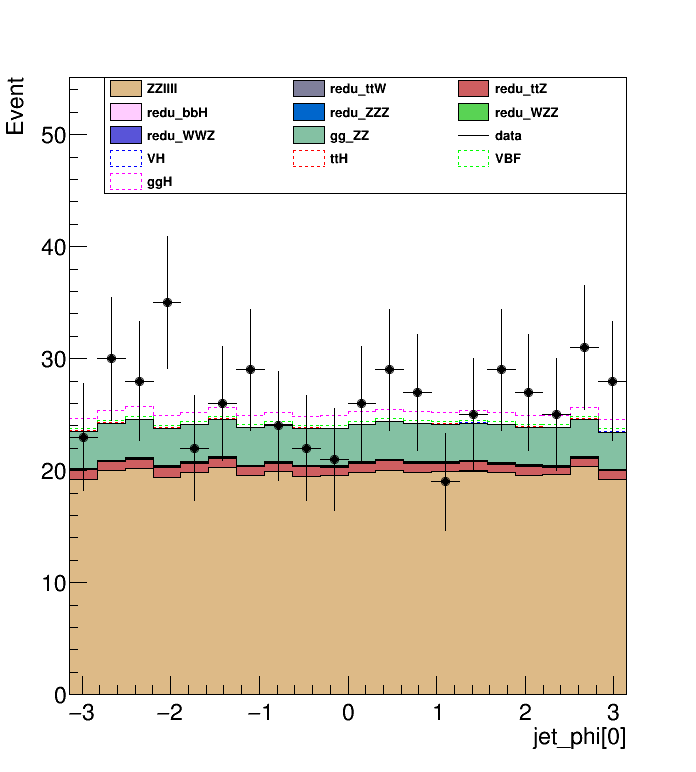 Event
ZZllll redu_ttW redu_ttZ
redu_bbH redu_ZZZ redu_WZZ
redu_WWZ gg_ZZ data
VH ttH VBF
ggH
50
40
30
20
10
0
−3 −2 −1 0 1 2 3
jet_phi[0]